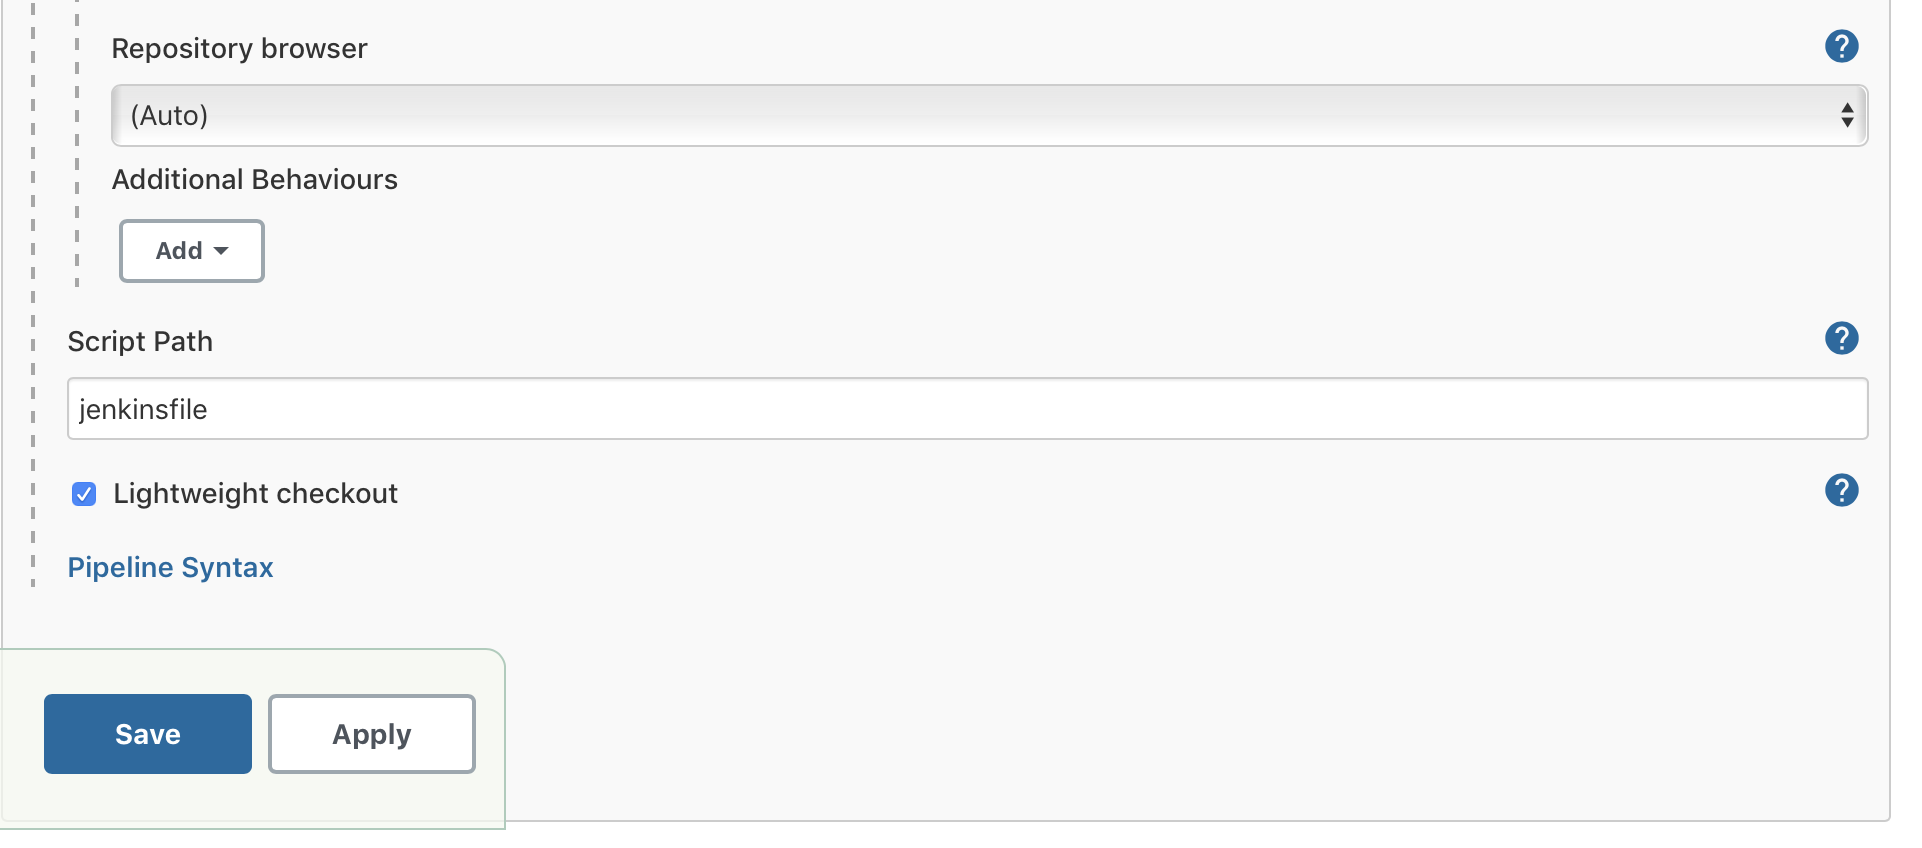 Repository browser
?
(Auto)
Additional Behaviours
Add
Script Path
?
jenkinsfile
Lightweight checkout
?
Pipeline Syntax
Save
Apply